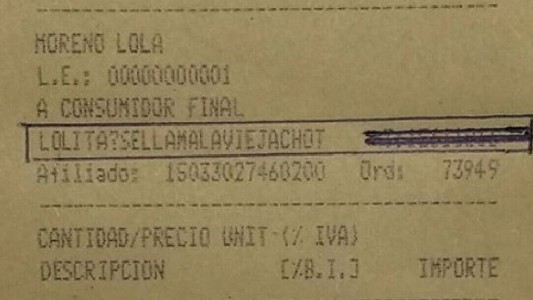 MORENO LOLA
L.E.: 00000000001
A CONSUMIDOR FINAL
LOLITA?SELLAMALAVIEJACHOT
Afiliado: 15033027460200 Ord: 73949
CANTIDAD/PRECIO UNIT-(% IVA)
DESCRIPCION [%B.I.] IMPORTE